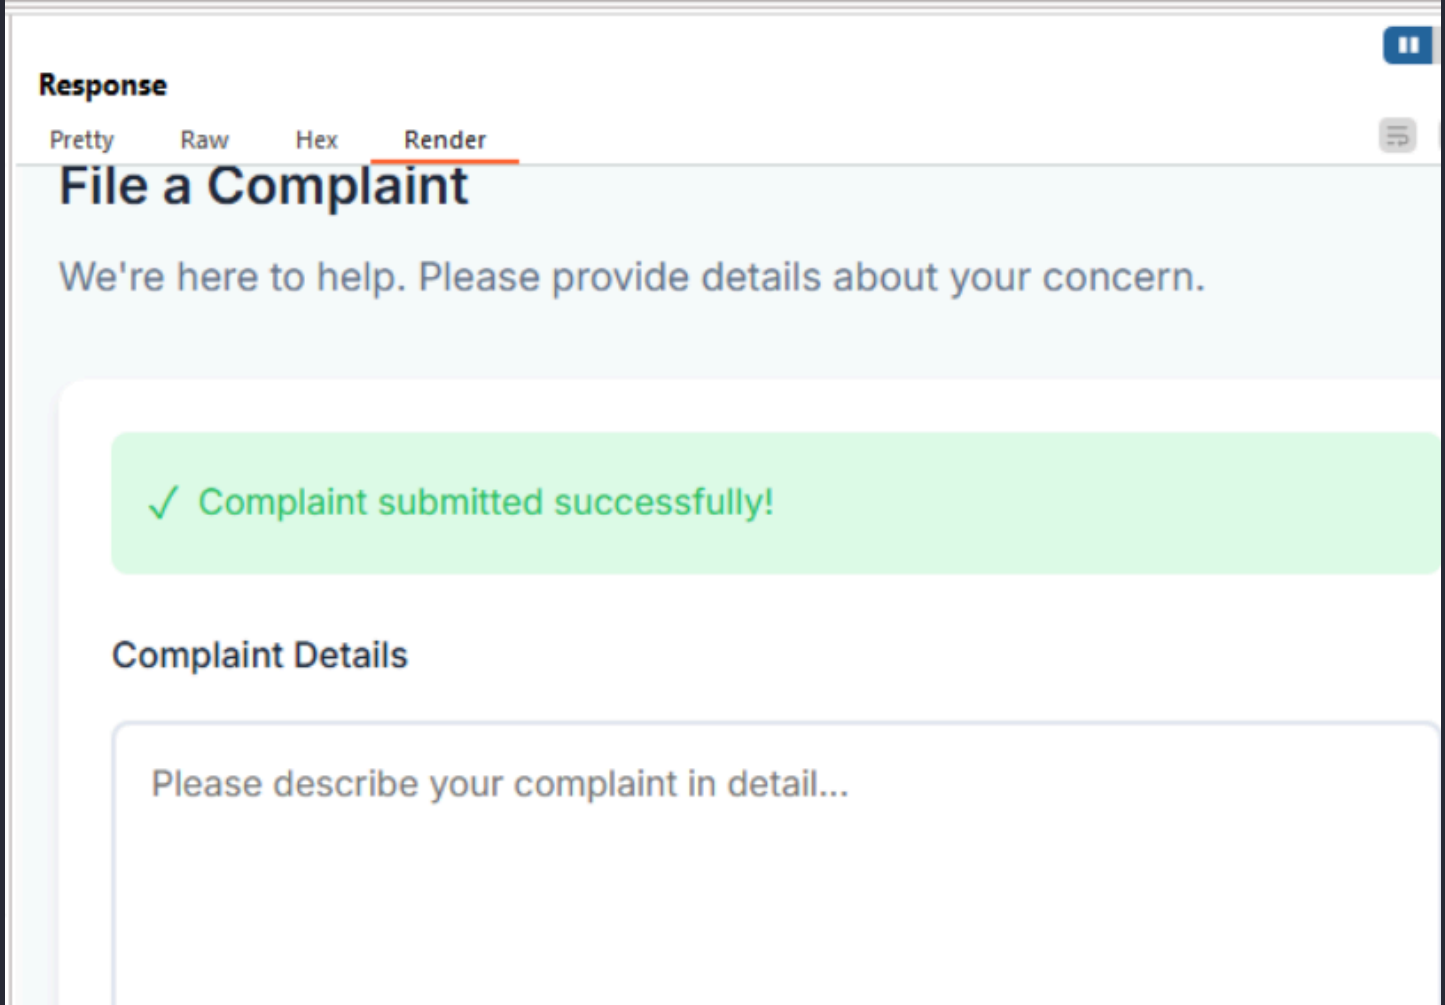 Response
Pretty Raw Hex Render
File a Complaint
We're here to help. Please provide details about your concern.
✓ Complaint submitted successfully!
Complaint Details
Please describe your complaint in detail...